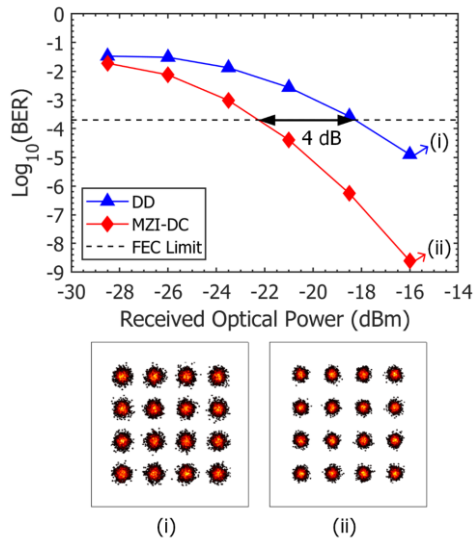 0
-1
-2
-3
-4
-5
-6
-7
-8
-9
Log10(BER)
4 dB
(i)
(ii)
DD
MZI-DC
FEC Limit
-30 -28 -26 -24 -22 -20 -18 -16 -14
Received Optical Power (dBm)
(i) (ii)